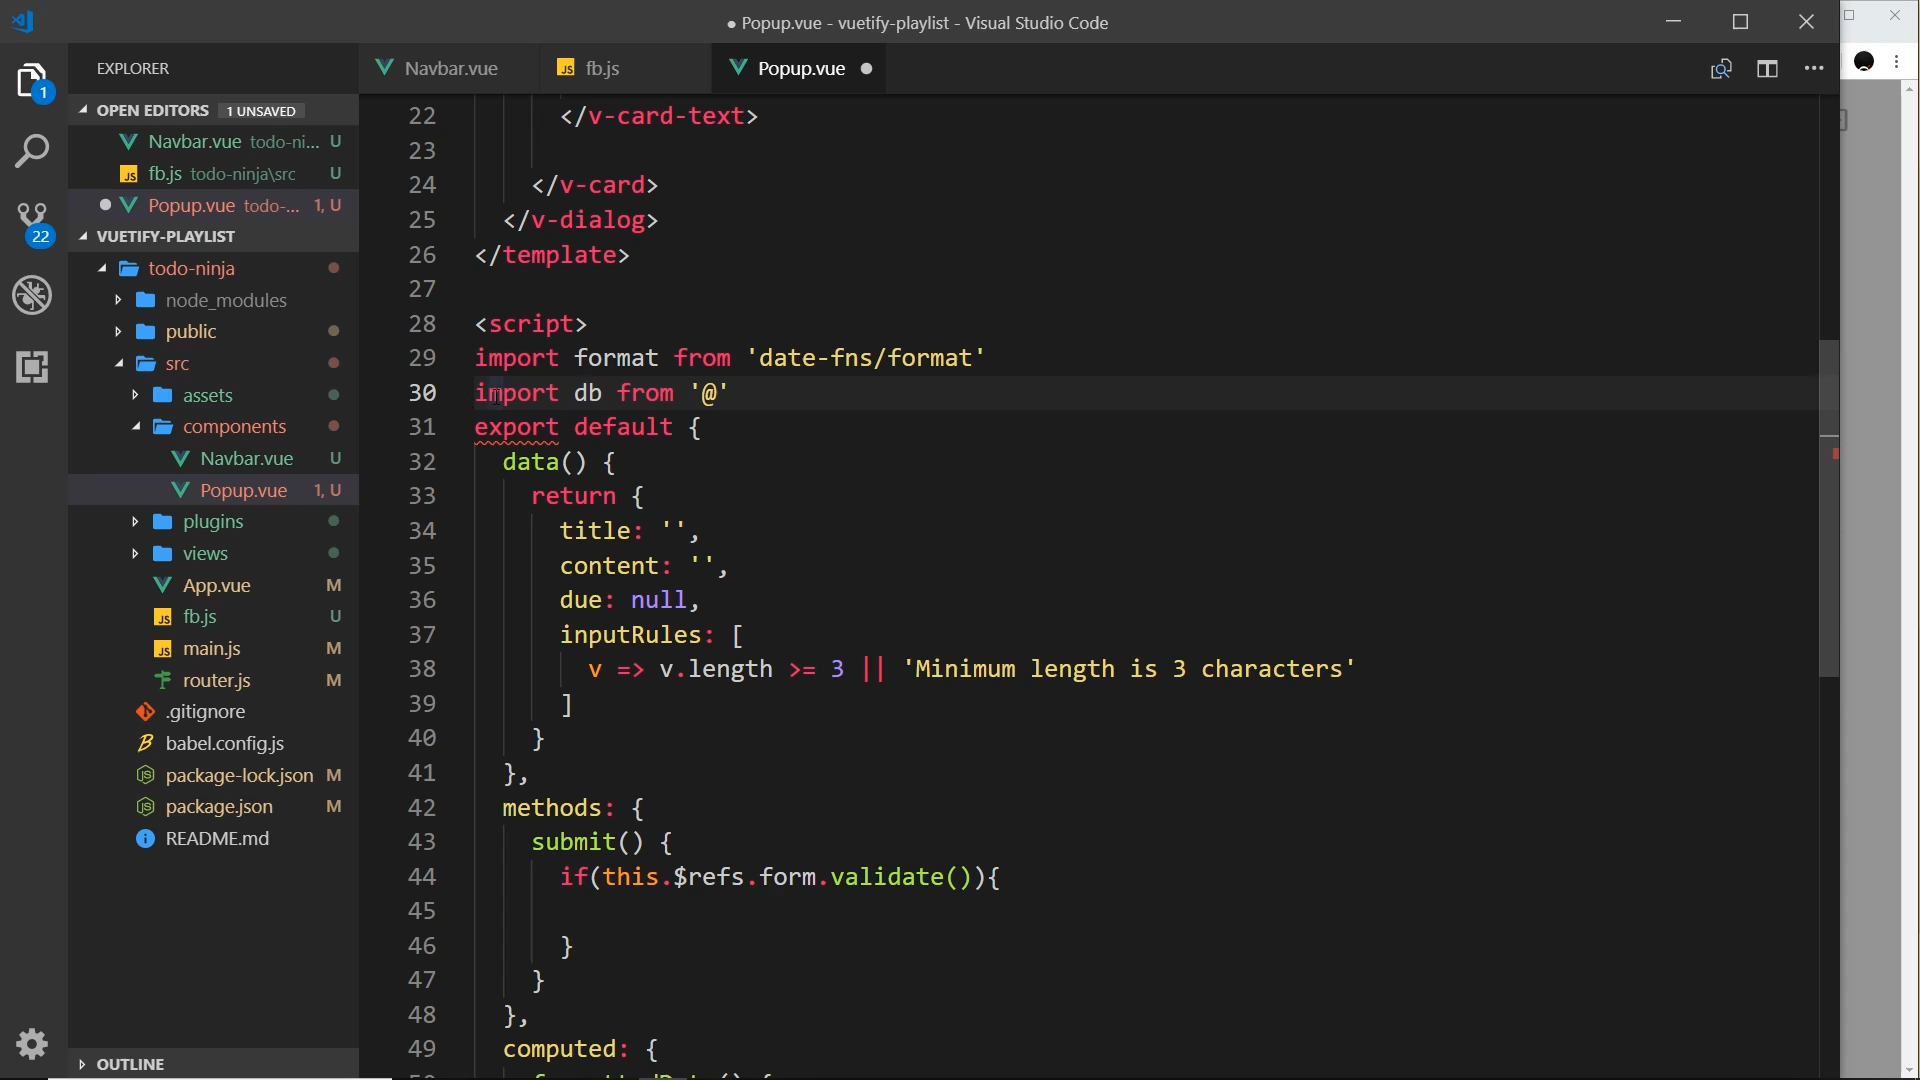 ● Popup.vue - vuetify-playlist - Visual Studio Code
EXPLORER
Navbar.vue
JS fb.js
Popup.vue ●
1
OPEN EDITORS 1 UNSAVED
Navbar.vue todo-ni... U
JS fb.js todo-ninja\src U
Popup.vue todo-... 1, U
22
VUETIFY-PLAYLIST
todo-ninja
node_modules
public
src
assets
components
Navbar.vue U
Popup.vue 1, U
plugins
views
App.vue M
JS fb.js U
JS main.js M
router.js M
.gitignore
babel.config.js
package-lock.json M
package.json M
README.md
OUTLINE
22 </v-card-text>
23
24 </v-card>
25 </v-dialog>
26 </template>
27
28 <script>
29 import format from 'date-fns/format'
30 import db from '@'
31 export default {
32 data() {
33 return {
34 title: '',
35 content: '',
36 due: null,
37 inputRules: [
38 v => v.length >= 3 || 'Minimum length is 3 characters'
39 ]
40 }
41 },
42 methods: {
43 submit() {
44 if(this.$refs.form.validate()){
45
46 }
47 }
48 },
49 computed: {